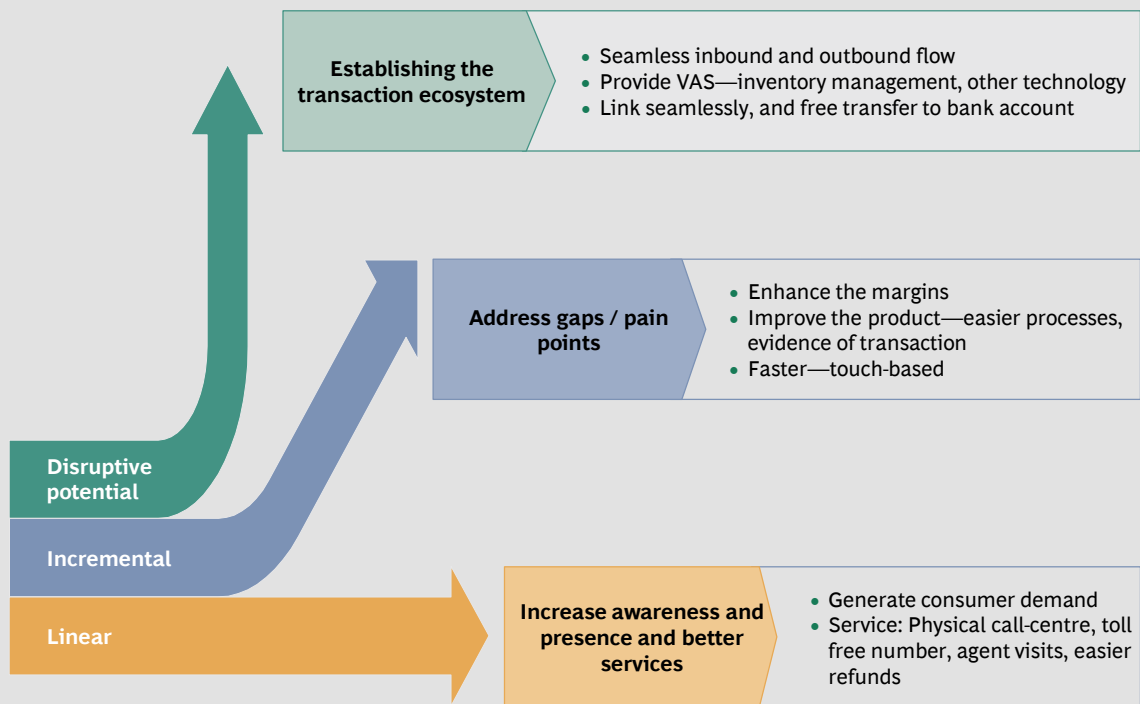 Establishing the
transaction ecosystem
• Seamless inbound and outbound flow
• Provide VAS—inventory management, other technology
• Link seamlessly, and free transfer to bank account
Address gaps / pain
points
• Enhance the margins
• Improve the product—easier processes,
evidence of transaction
• Faster—touch-based
Disruptive
potential
Incremental
Linear
Increase awareness and
presence and better
services
• Generate consumer demand
• Service: Physical call-centre, toll
free number, agent visits, easier
refunds